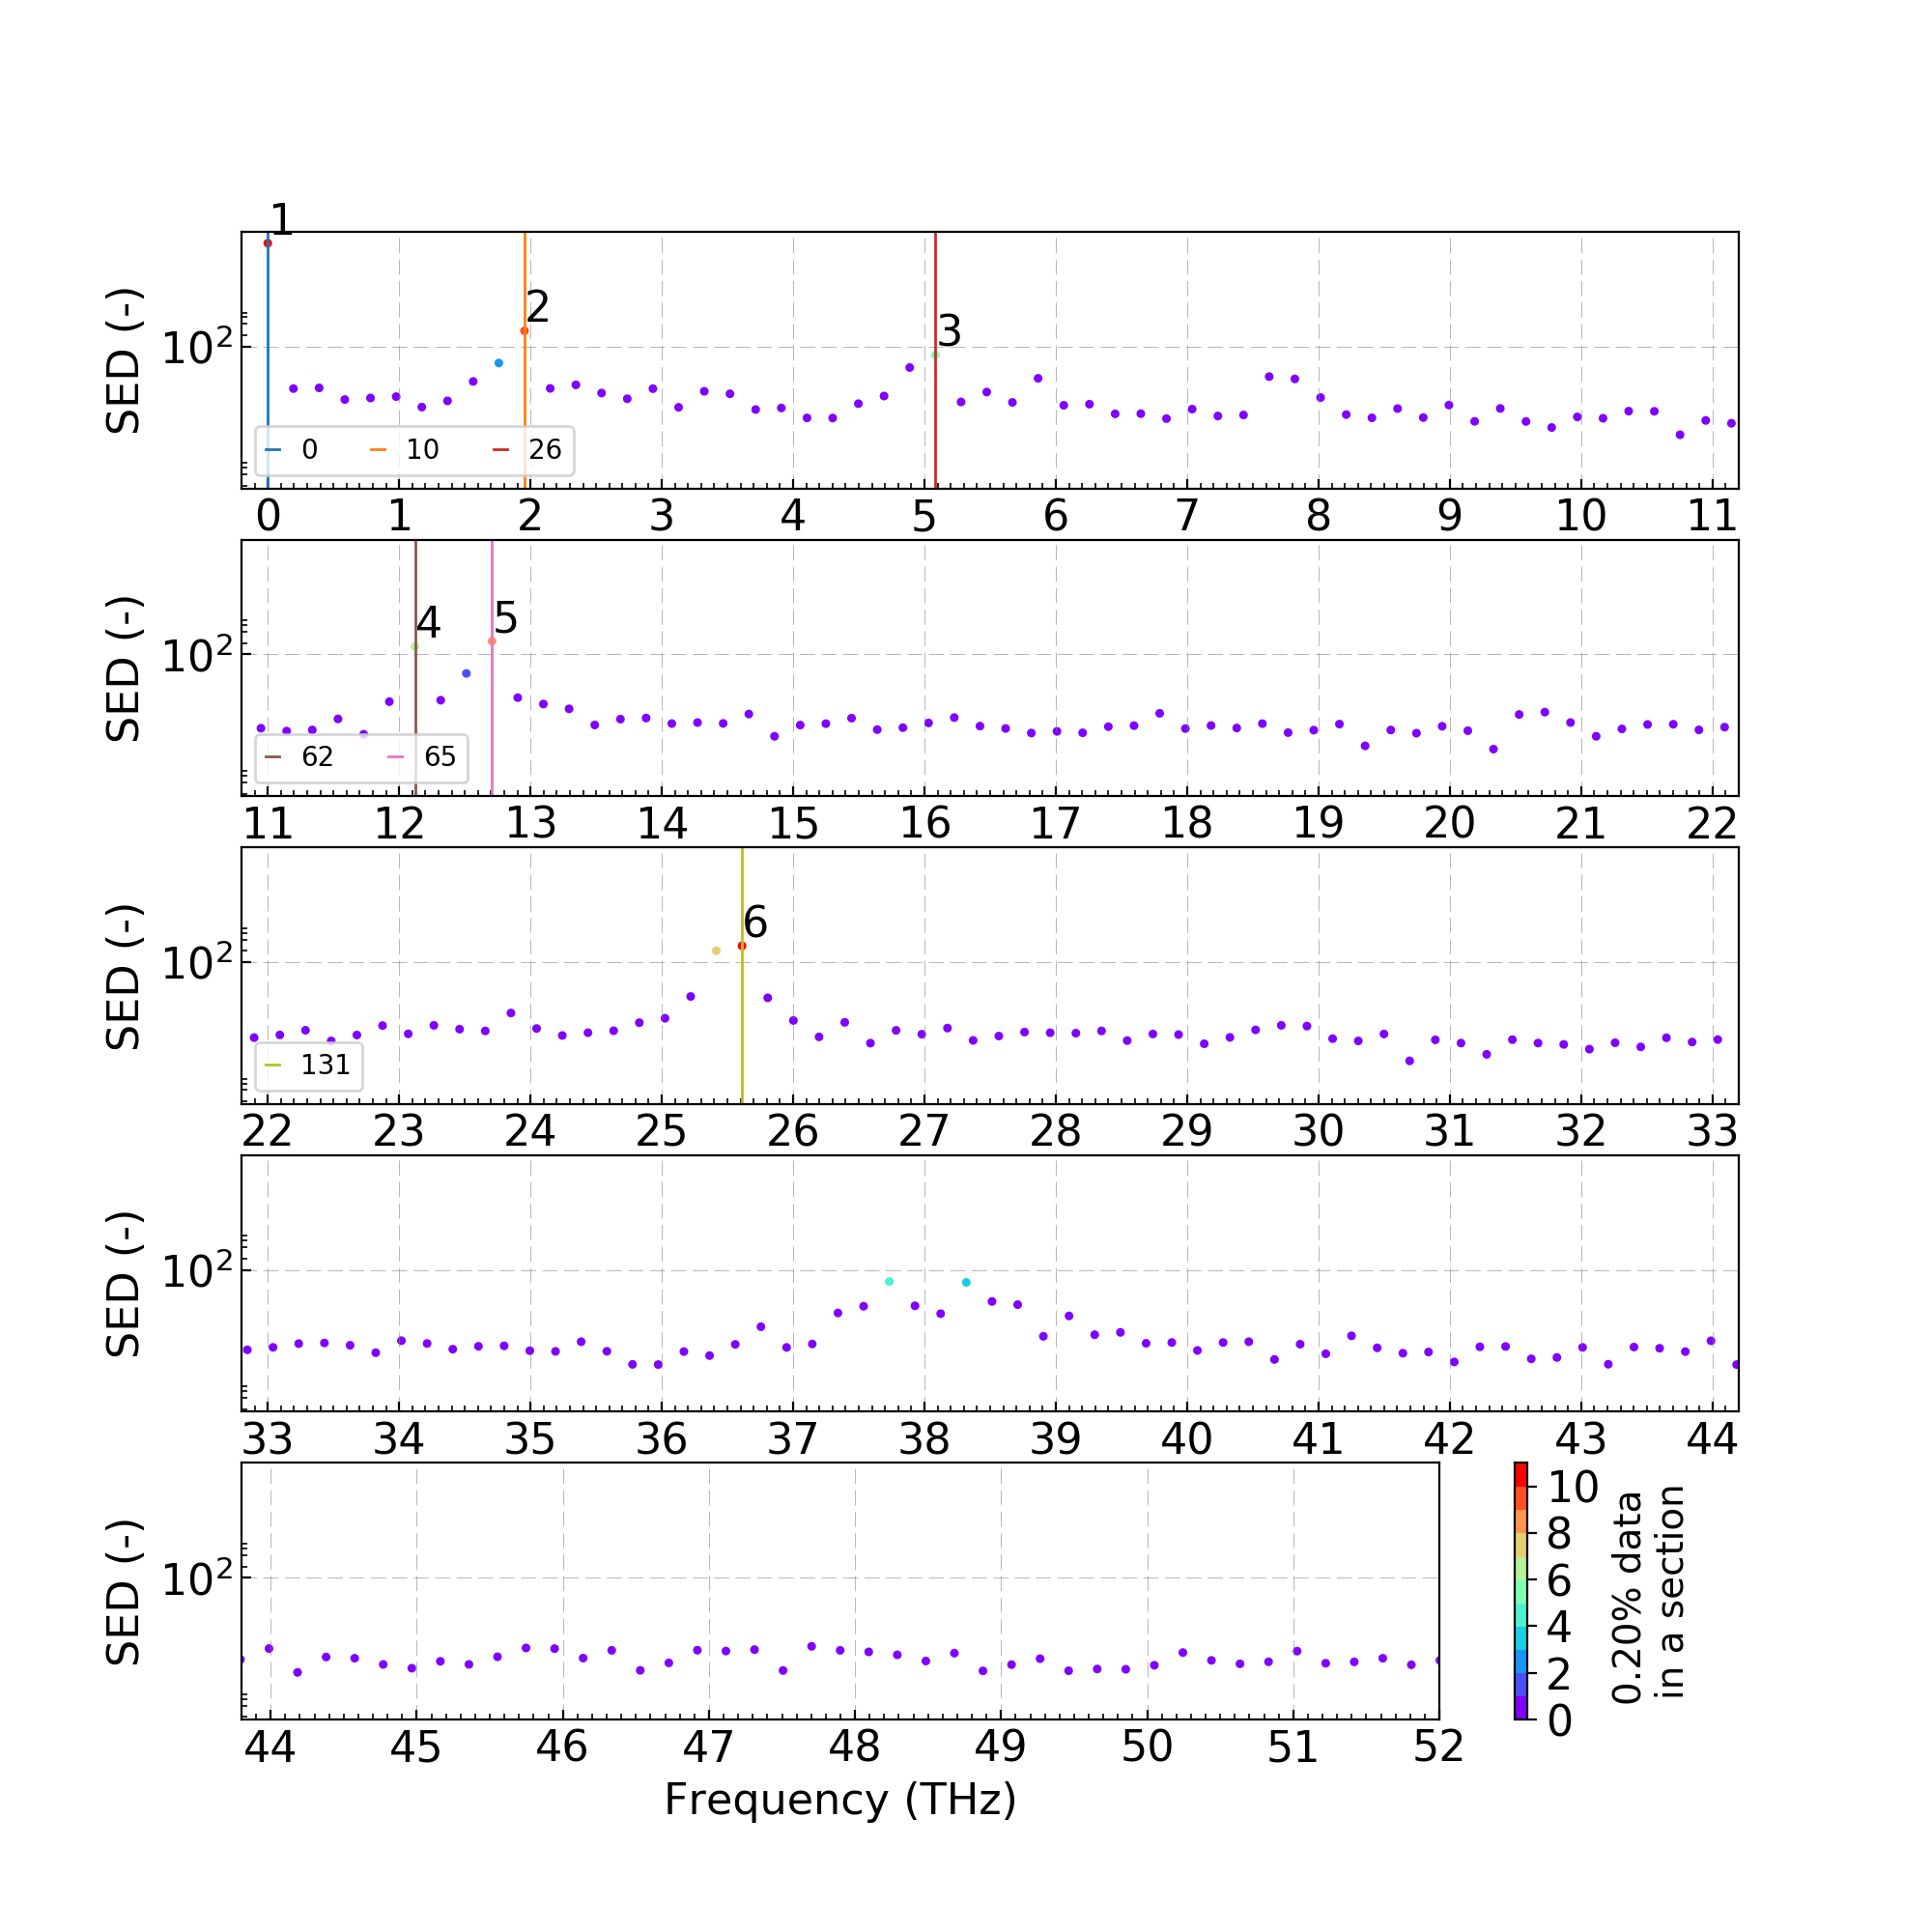 1
2
3
SED (-)
10²
0 10 26
0 1 2 3 4 5 6 7 8 9 10 11
4 5
SED (-)
10²
62 65
11 12 13 14 15 16 17 18 19 20 21 22
6
SED (-)
10²
131
22 23 24 25 26 27 28 29 30 31 32 33
SED (-)
10²
33 34 35 36 37 38 39 40 41 42 43 44
SED (-)
10²
44 45 46 47 48 49 50 51 52
Frequency (THz)
10
8
6
4
2
0
0.20% data
in a section